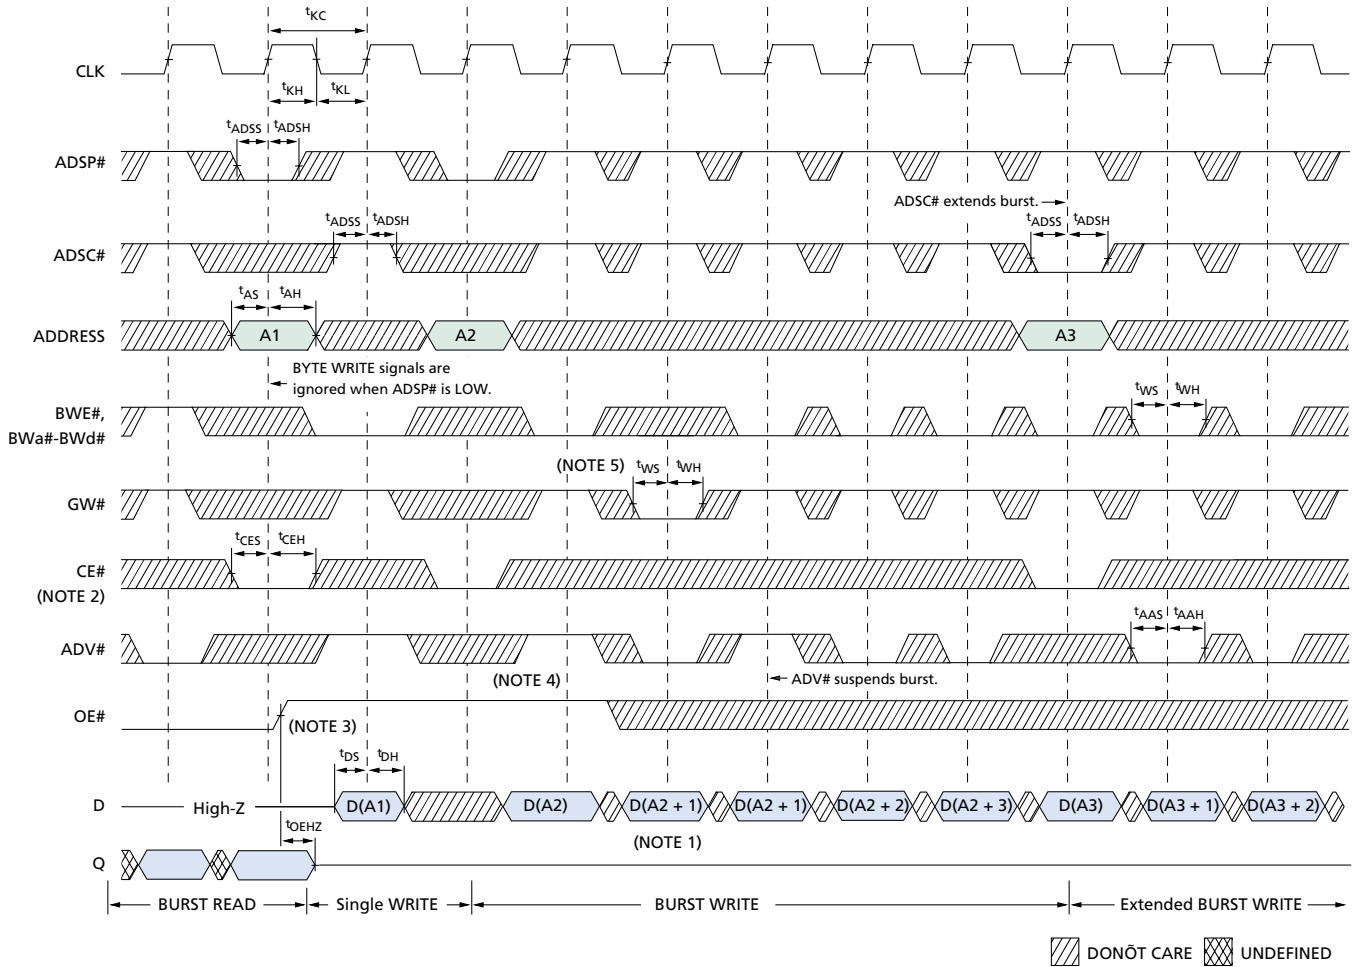 tKC
CLK
tKH tKL
tADSS tADSH
ADSP#
ADSC# extends burst.
tADSS tADSH tADSS tADSH
ADSC#
tAS tAH
ADDRESS A1 A2 A3
BYTE WRITE signals are
ignored when ADSP# is LOW.
BWE#,
BWa#-BWd#
tWS tWH
(NOTE 5) tWS tWH
GW#
tCES tCEH
CE#
(NOTE 2)
tAAS tAAH
ADV#
(NOTE 4) ADV# suspends burst.
OE# (NOTE 3)
tDS tDH
D High-Z D(A1) D(A2) D(A2 + 1) D(A2 + 1) D(A2 + 2) D(A2 + 3) D(A3) D(A3 + 1) D(A3 + 2)
tOEHZ (NOTE 1)
Q
BURST READ Single WRITE BURST WRITE Extended BURST WRITE
DONÕT CARE UNDEFINED